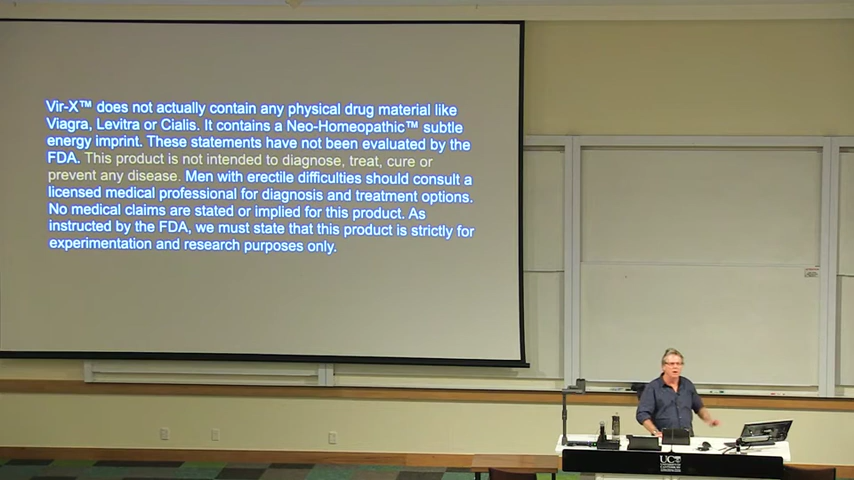 Vir-X™ does not actually contain any physical drug material like
Viagra, Levitra or Cialis. It contains a Neo-Homeopathic™ subtle
energy imprint. These statements have not been evaluated by the
FDA. This product is not intended to diagnose, treat, cure or
prevent any disease. Men with erectile difficulties should consult a
licensed medical professional for diagnosis and treatment options.
No medical claims are stated or implied for this product. As
instructed by the FDA, we must state that this product is strictly for
experimentation and research purposes only.
UC